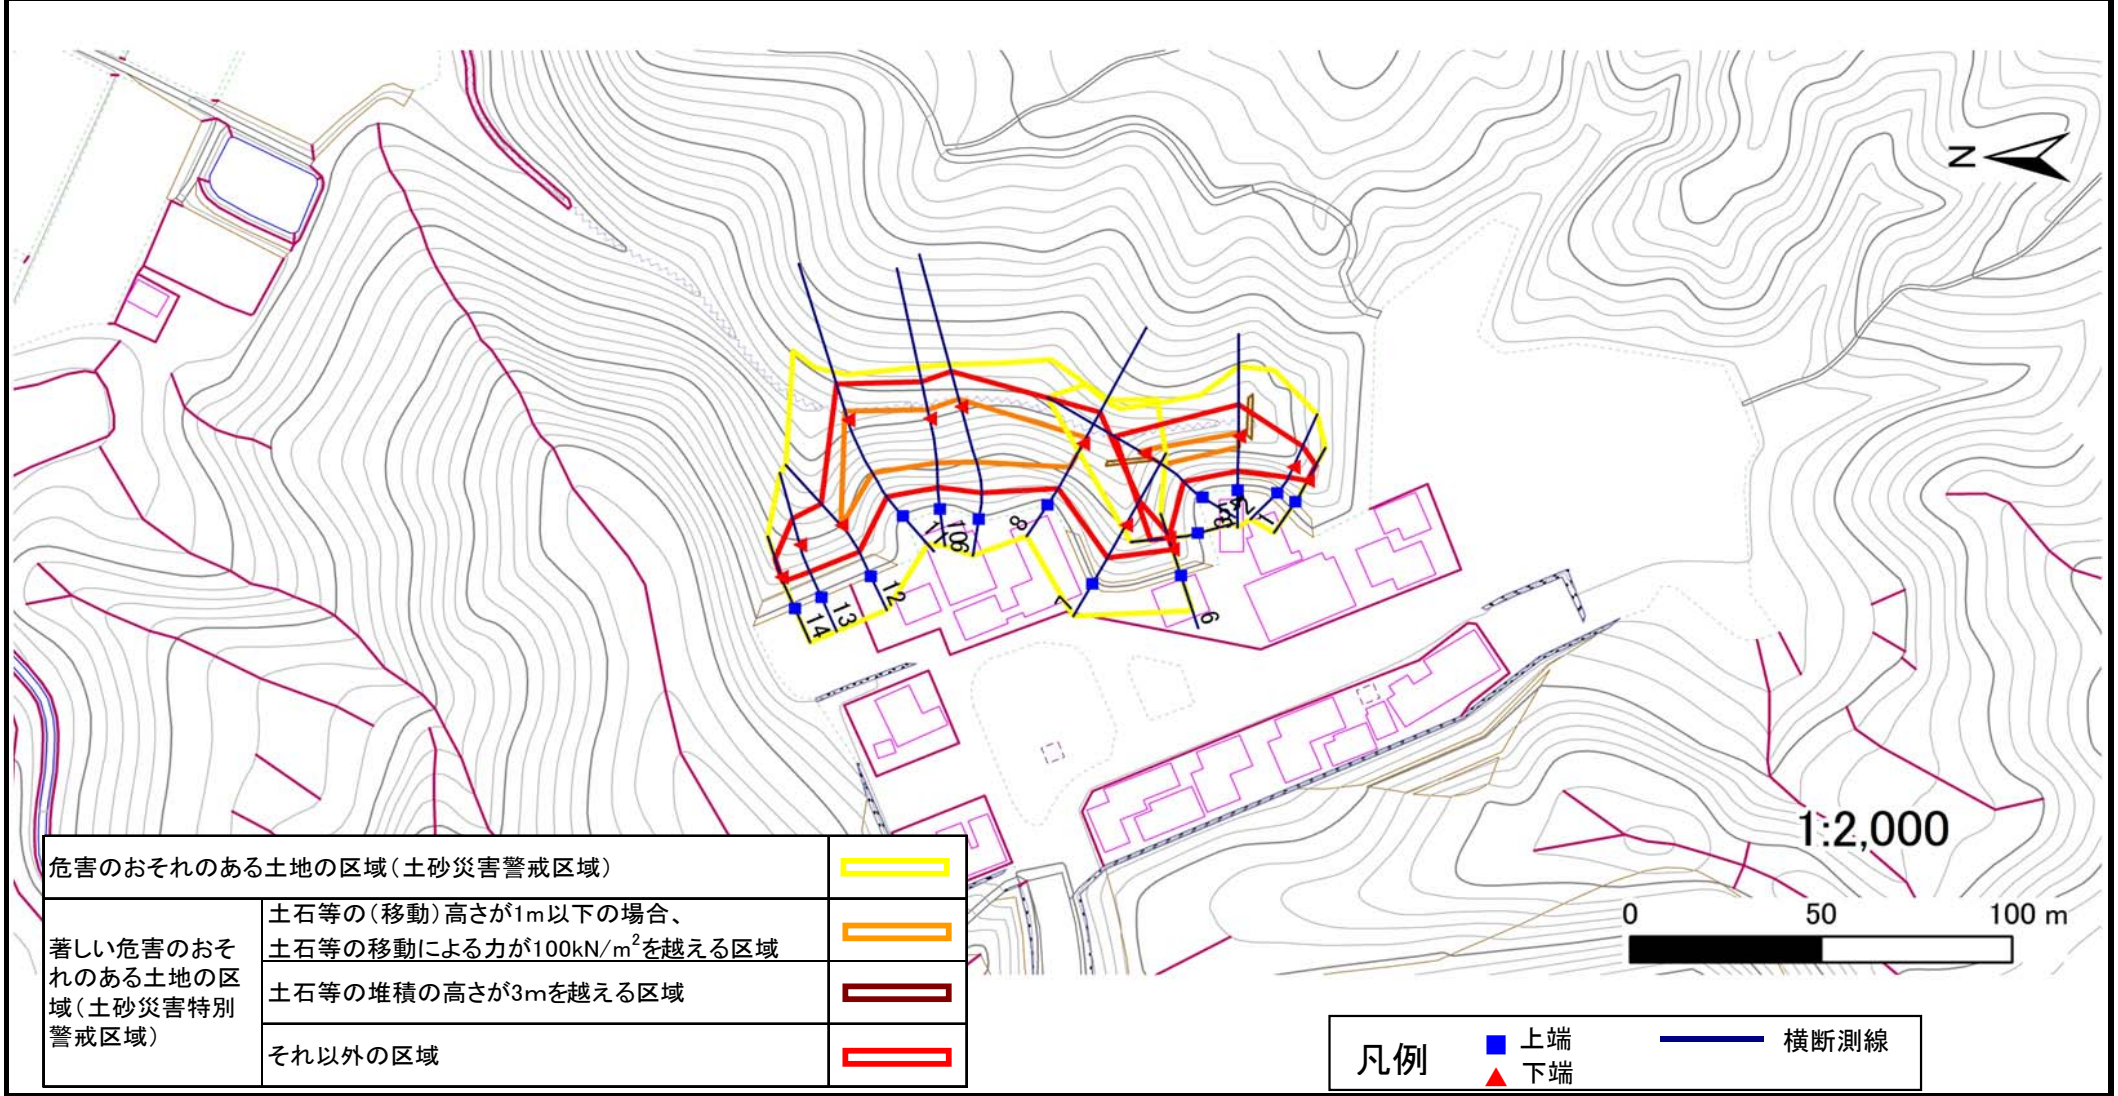 N
1
2
6
7
8
12
13
14
1:2,000
0 50 100 m
危害のおそれのある土地の区域(土砂災害警戒区域)
著しい危害のおそ
れのある土地の区
域(土砂災害特別
警戒区域)
土石等の(移動)高さが1m以下の場合、
土石等の移動による力が100kN/m²を越える区域
土石等の堆積の高さが3mを越える区域
それ以外の区域
凡例
上端
下端
横断測線